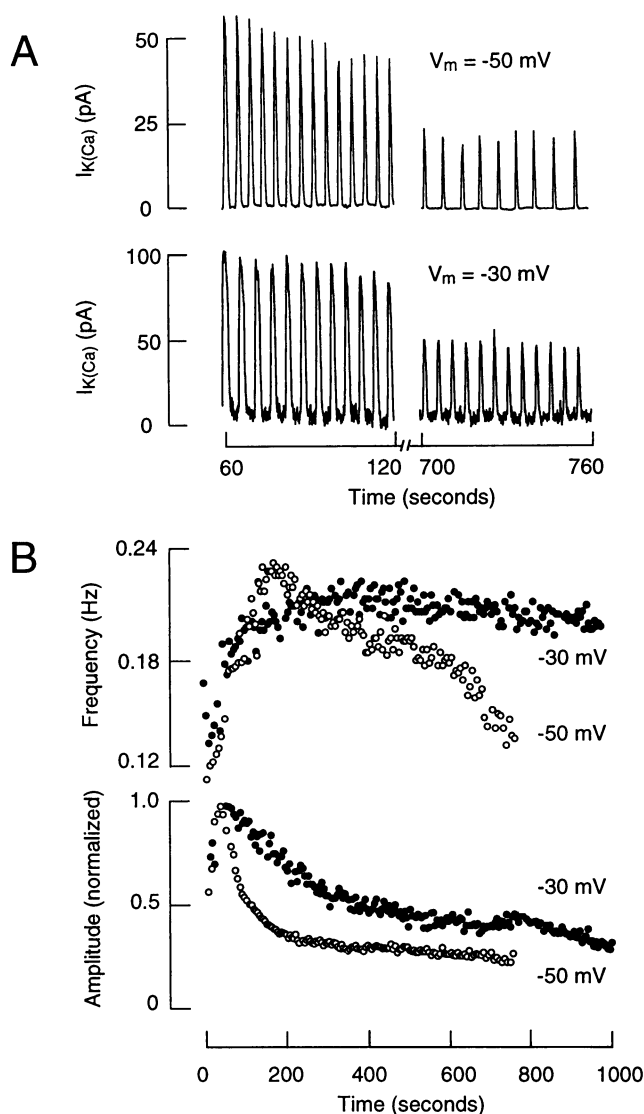 A
I_K(Ca) (pA)
50
25
0
V_m = -50 mV
I_K(Ca) (pA)
100
50
0
V_m = -30 mV
60 120 700 760
Time (seconds)
B
Frequency (Hz)
0.24
0.18
0.12
-30 mV
-50 mV
Amplitude (normalized)
1.0
0.5
0
-30 mV
-50 mV
0 200 400 600 800 1000
Time (seconds)